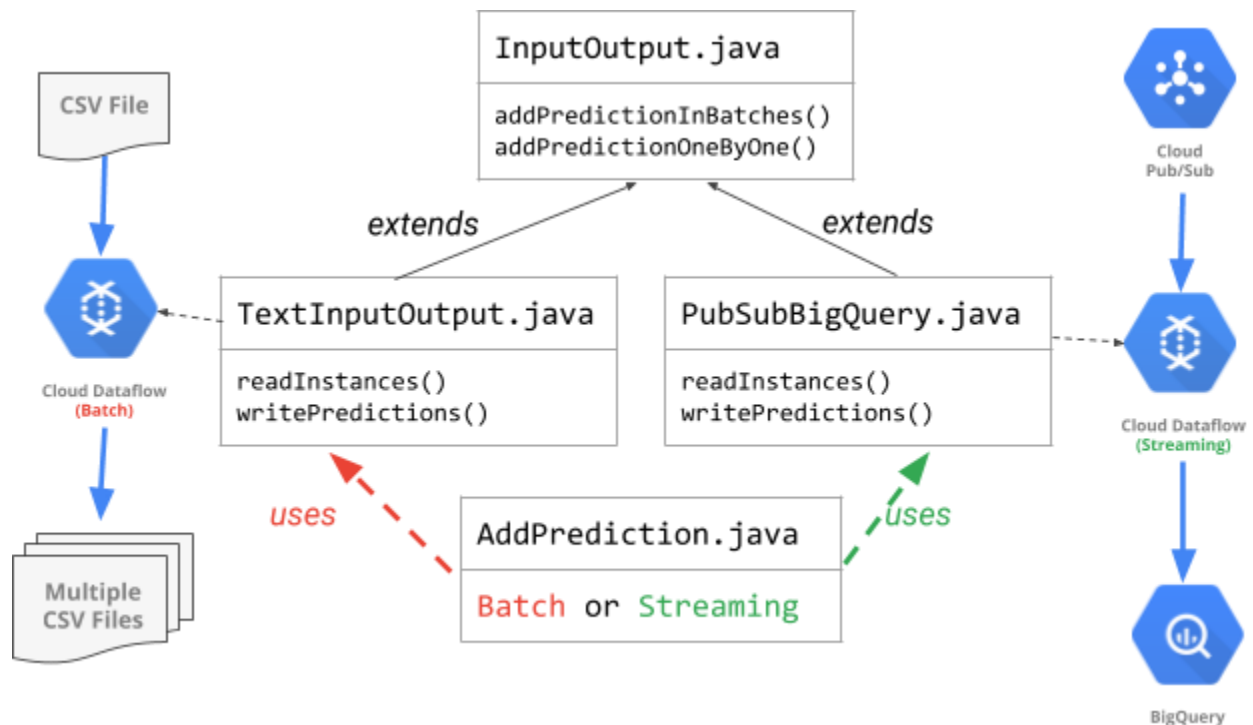 InputOutput.java
addPredictionInBatches()
addPredictionOneByOne()
CSV File
Cloud
Pub/Sub
extends
extends
TextInputOutput.java
readInstances()
writePredictions()
PubSubBigQuery.java
readInstances()
writePredictions()
Cloud Dataflow
(Batch)
Cloud Dataflow
(Streaming)
uses
uses
AddPrediction.java
Batch or Streaming
Multiple
CSV Files
BigQuery